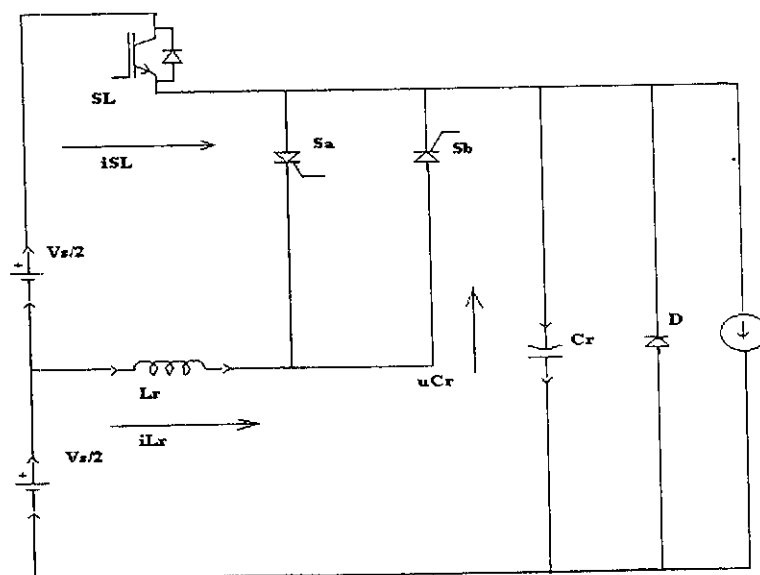 SL
Sa
Sb
iSL
Vs/2
+
D
Cr
Lr
uCr
iLr
Vs/2
+